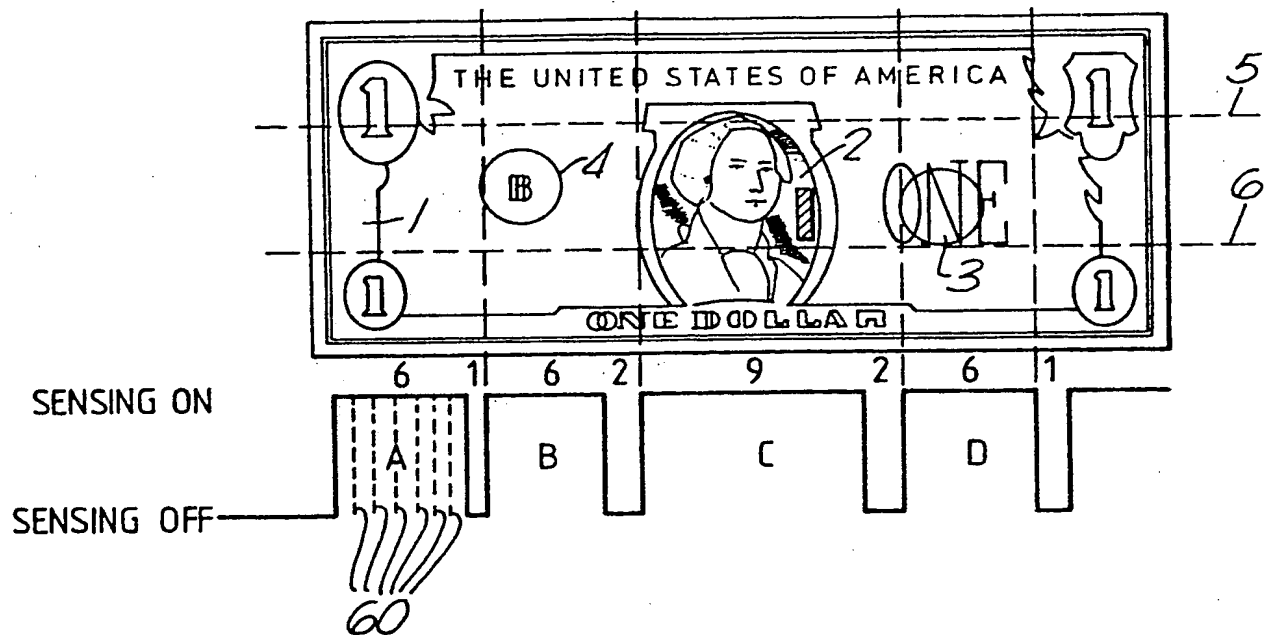 1 THE UNITED STATES OF AMERICA 1
5
B 4 2 ONE 6
1 3
1 ONE DOLLAR 1
6 1 6 2 9 2 6 1
SENSING ON
A B C D
SENSING OFF
60